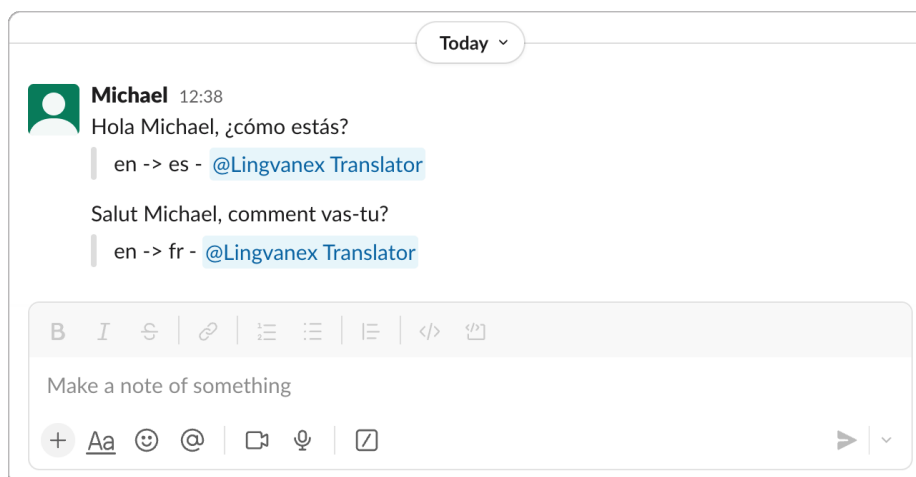 Today
Michael 12:38
Hola Michael, ¿cómo estás?
en -> es - @Lingvanex Translator
Salut Michael, comment vas-tu?
en -> fr - @Lingvanex Translator
B I S
Make a note of something
Aa